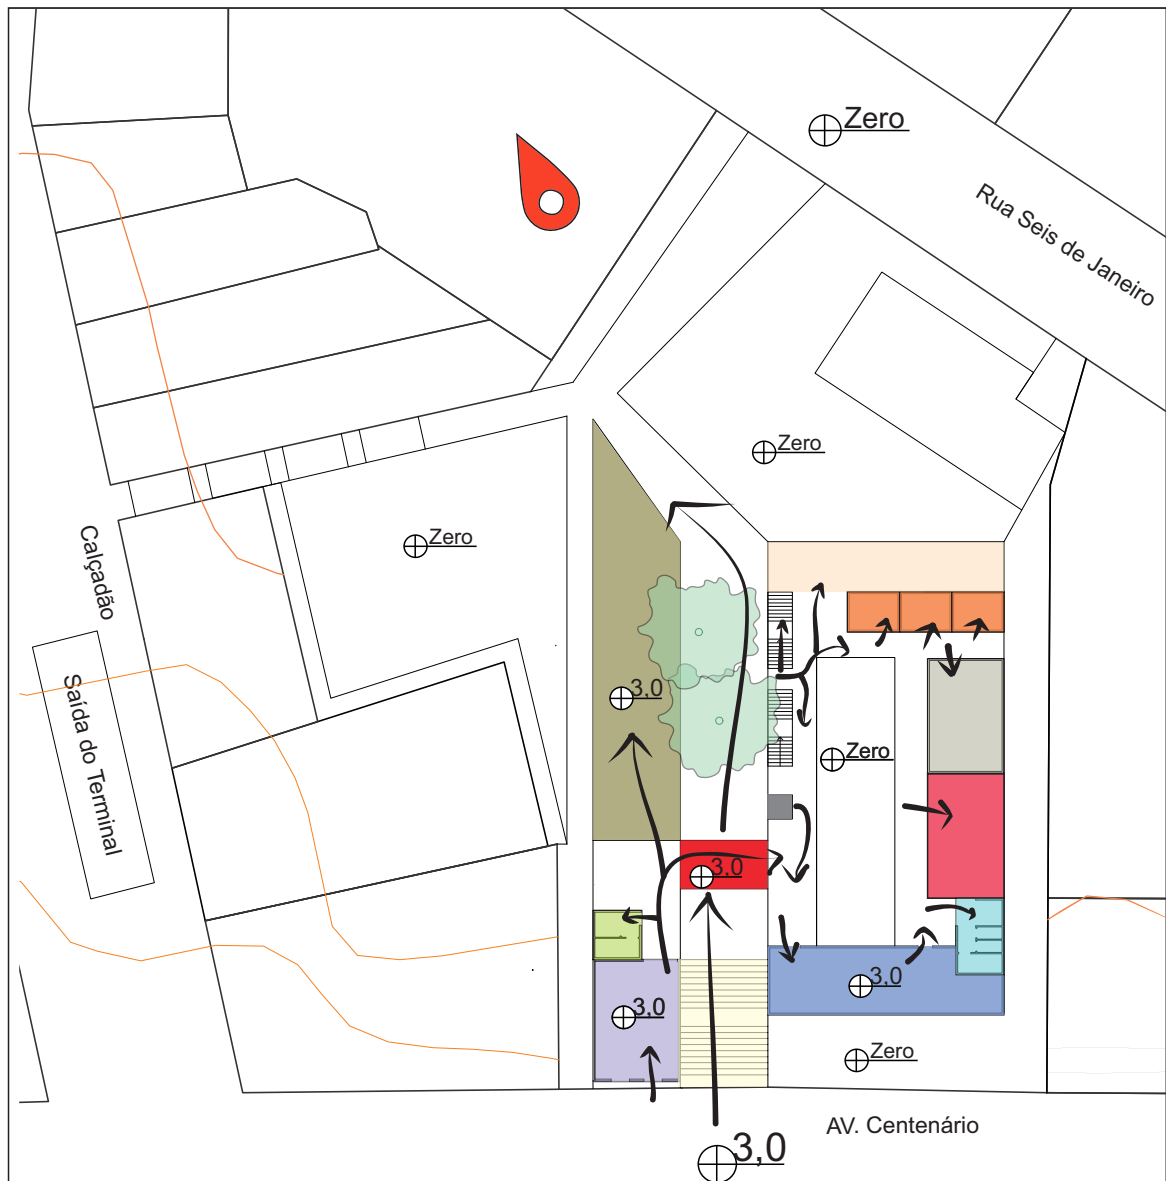 Zero
Rua Seis de Janeiro
Zero
Zero
Calçadão
Saída do Terminal
3,0
Zero
3,0
3,0
3,0
Zero
AV. Centenário
3,0